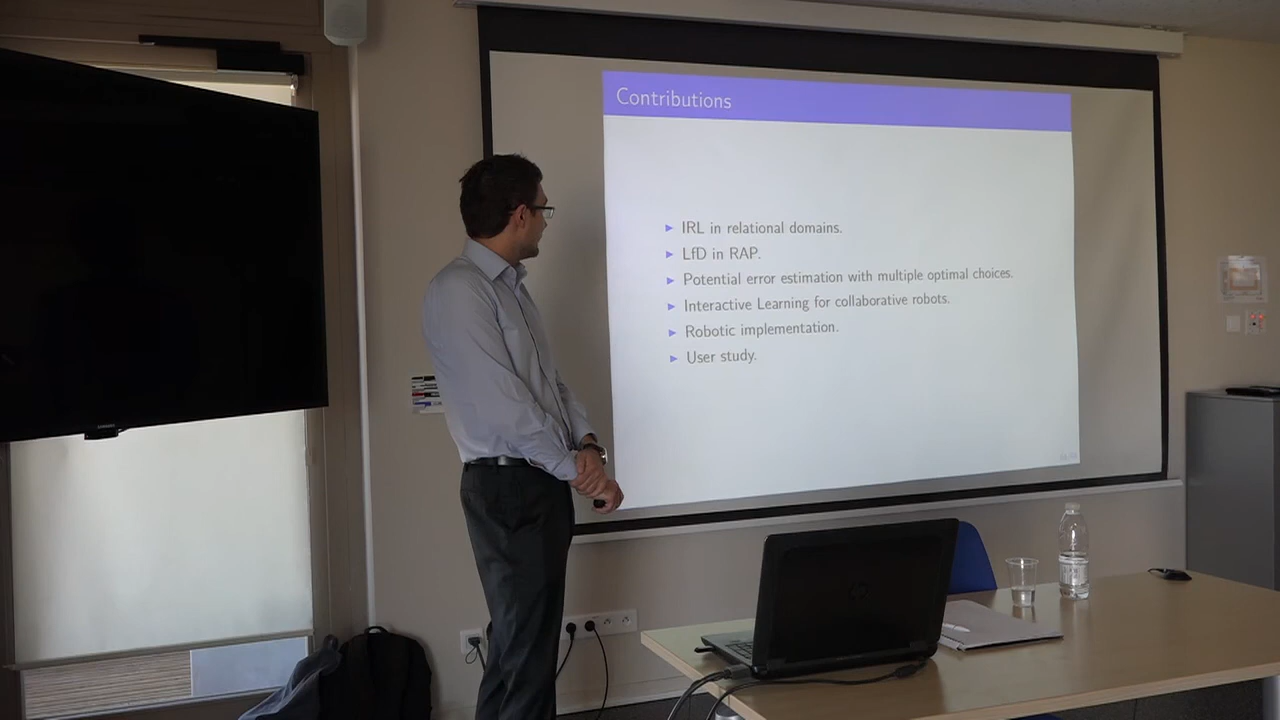 Contributions
IRL in relational domains.
LfD in RAP.
Potential error estimation with multiple optimal choices.
Interactive Learning for collaborative robots.
Robotic implementation.
User study.